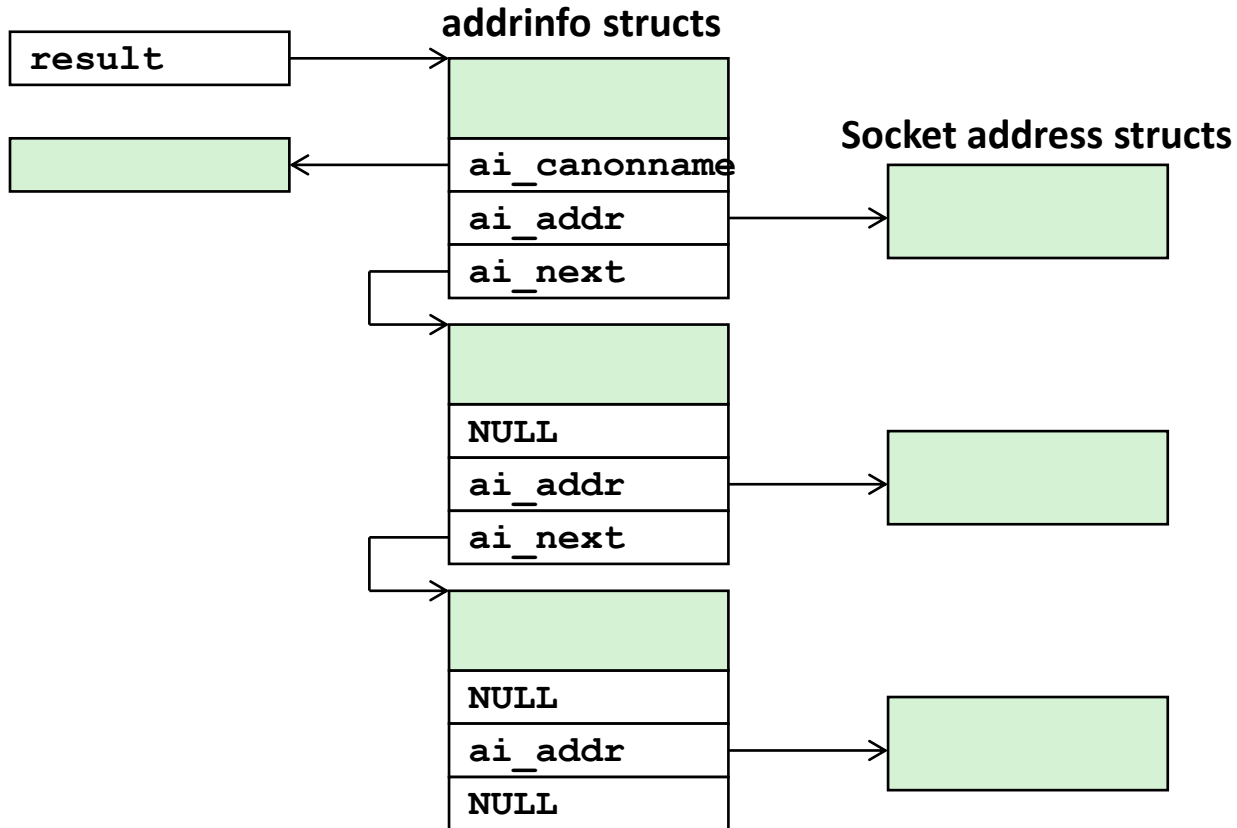 addrinfo structs
result
ai_canonname
Socket address structs
ai_addr
ai_next
NULL
ai_addr
ai_next
NULL
ai_addr
NULL